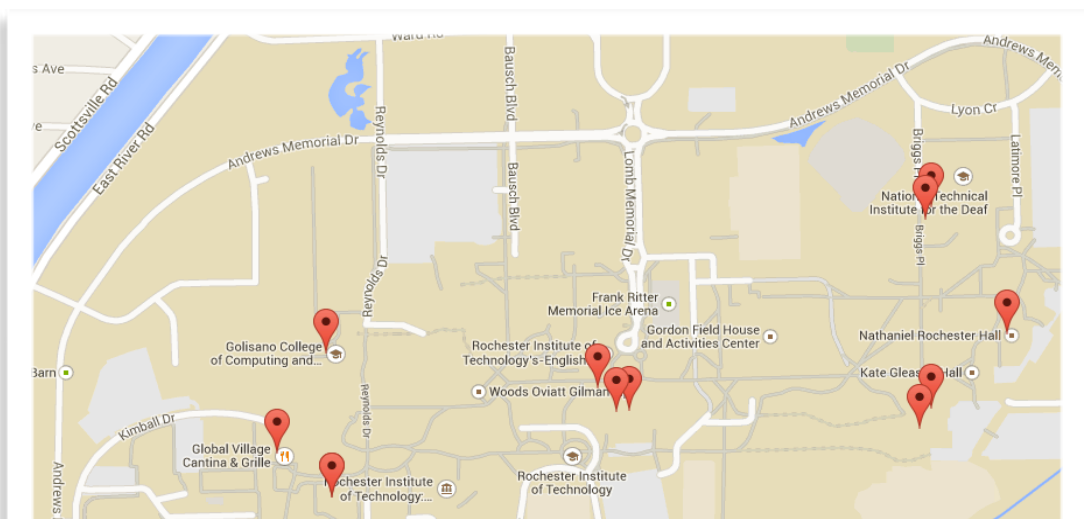 Ward Rd
Andrews Mem
s Ave
Scottsville Rd
Bausch Blvd
Andrews Memorial Dr
Lyon Cr
Reynolds Dr
East River Rd
Andrews Memorial Dr
Briggs Pl
Latimore Pl
Bausch Blvd
Lomb Memorial Dr
National Technical
Institute for the Deaf
Briggs Pl
Reynolds Dr
Frank Ritter
Memorial Ice Arena
Gordon Field House
and Activities Center
Nathaniel Rochester Hall
Golisano College
of Computing and...
Rochester Institute of
Technology's-English
Barn
Kate Gleason Hall
Woods Oviatt Gilman
Reynolds Dr
Kimball Dr
Global Village
Cantina & Grille
Rochester Institute
of Technology:...
Rochester Institute
of Technology
Andrews